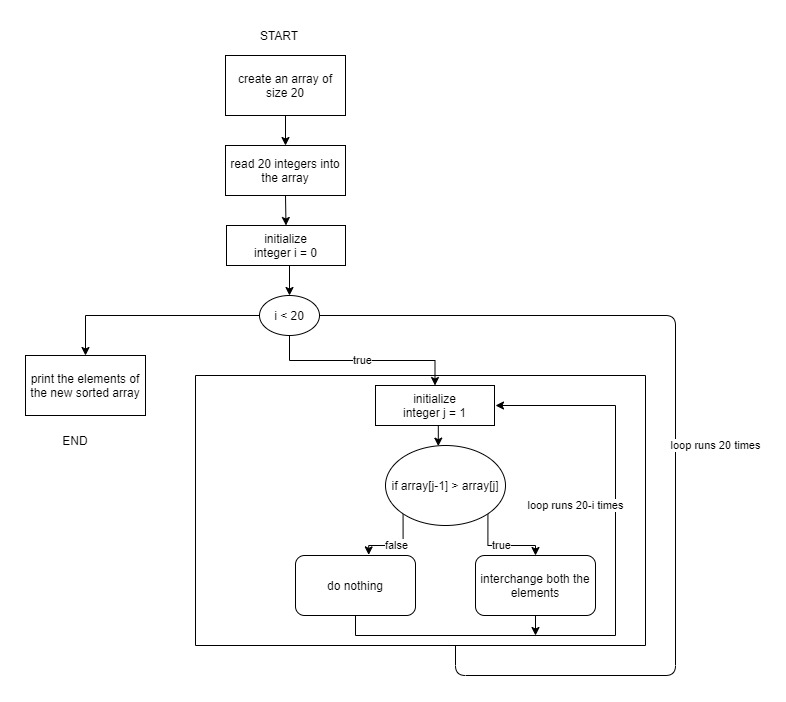 START
create an array of
size 20
read 20 integers into
the array
initialize
integer i = 0
i < 20
true
print the elements of
the new sorted array
END
initialize
integer j = 1
loop runs 20 times
if array[j-1] > array[j]
loop runs 20-i times
false
true
do nothing
interchange both the
elements